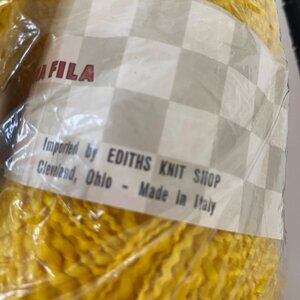 FILA
Imported by EDITHS KNIT SHOP
Cleveland, Ohio - Made in Italy